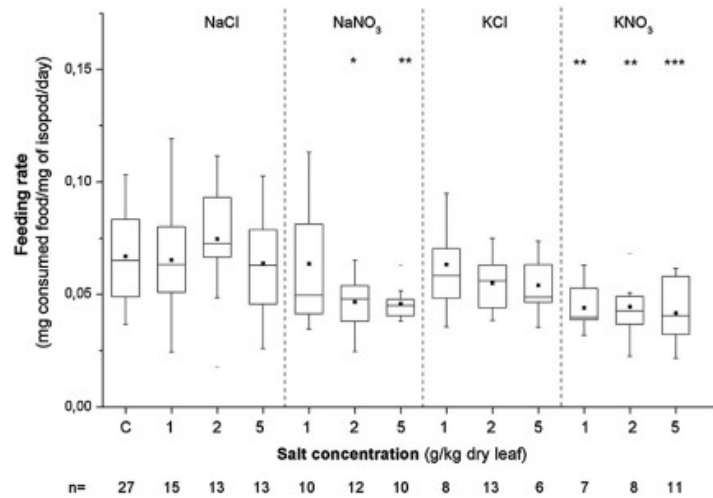 NaCl NaNO₃ KCl KNO₃
0,15 * ** ** ** ***
0,10
0,05
0,00
Feeding rate
(mg consumed food/mg of isopod/day)
C 1 2 5 1 2 5 1 2 5 1 2 5
Salt concentration (g/kg dry leaf)
n= 27 15 13 13 10 12 10 8 13 6 7 8 11